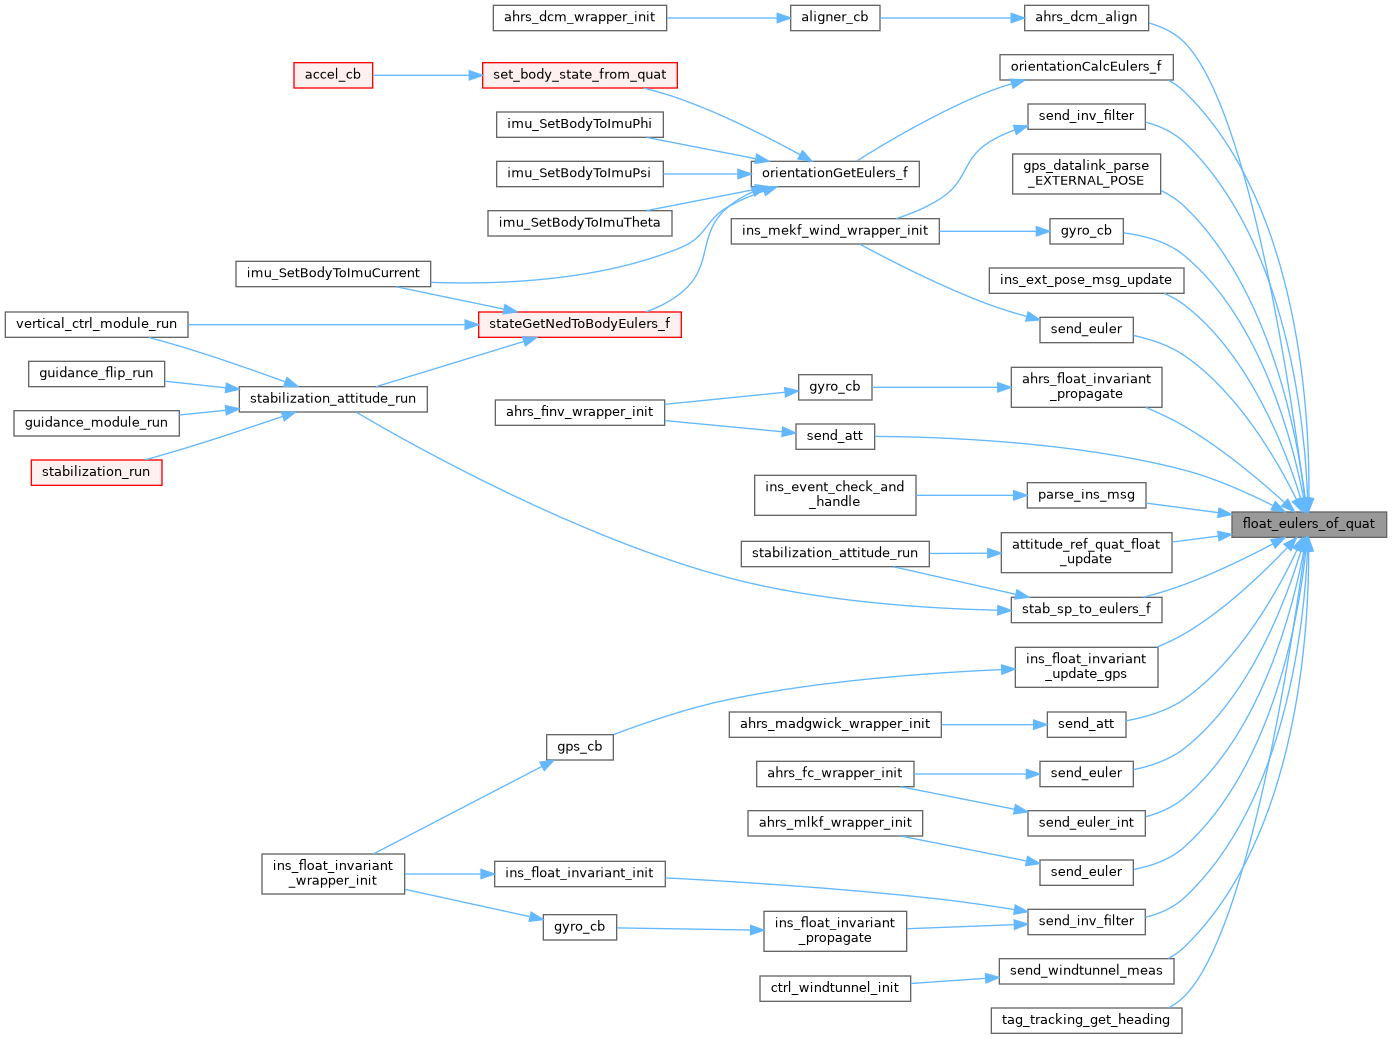 ahrs_dcm_wrapper_init
aligner_cb
ahrs_dcm_align
accel_cb
set_body_state_from_quat
orientationCalcEulers_f
imu_SetBodyToImuPhi
send_inv_filter
imu_SetBodyToImuPsi
orientationGetEulers_f
gps_datalink_parse
_EXTERNAL_POSE
imu_SetBodyToImuTheta
ins_mekf_wind_wrapper_init
gyro_cb
imu_SetBodyToImuCurrent
ins_ext_pose_msg_update
vertical_ctrl_module_run
stateGetNedToBodyEulers_f
send_euler
guidance_flip_run
stabilization_attitude_run
guidance_module_run
stabilization_run
ahrs_finv_wrapper_init
gyro_cb
ahrs_float_invariant
_propagate
send_att
ins_event_check_and
_handle
parse_ins_msg
float_eulers_of_quat
stabilization_attitude_run
attitude_ref_quat_float
_update
stab_sp_to_eulers_f
ins_float_invariant
_update_gps
ahrs_madgwick_wrapper_init
send_att
gps_cb
ahrs_fc_wrapper_init
send_euler
ahrs_mlkf_wrapper_init
send_euler_int
ins_float_invariant
_wrapper_init
ins_float_invariant_init
send_euler
gyro_cb
ins_float_invariant
_propagate
send_inv_filter
ctrl_windtunnel_init
send_windtunnel_meas
tag_tracking_get_heading